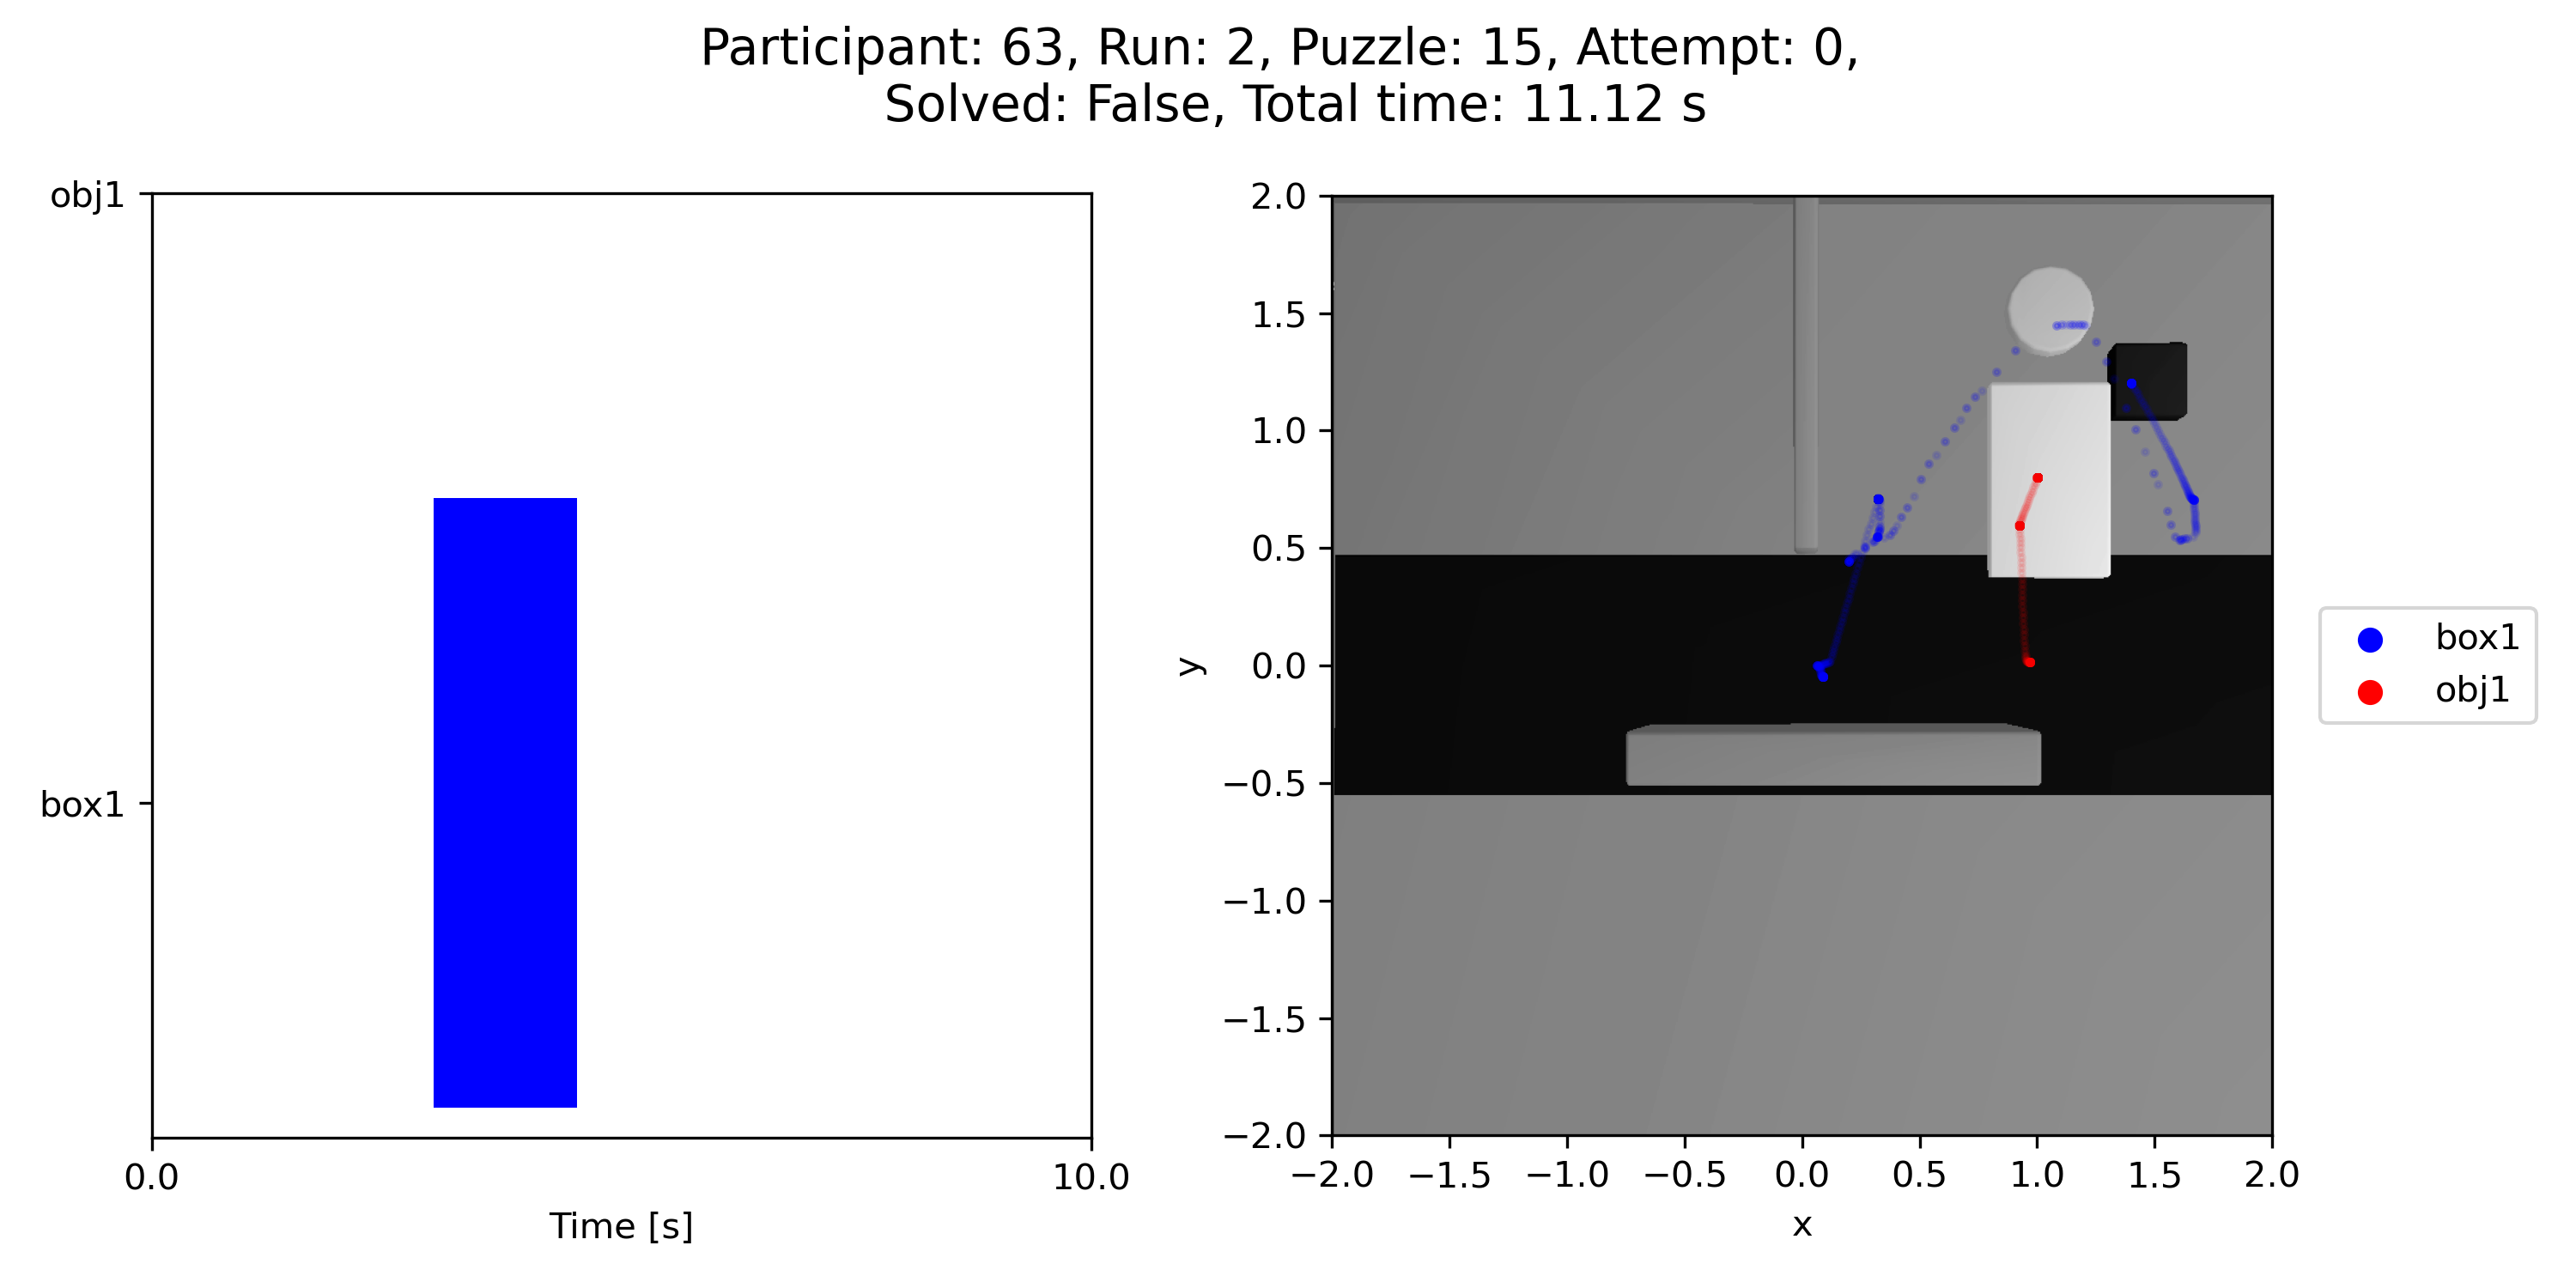 Participant: 63, Run: 2, Puzzle: 15, Attempt: 0,
Solved: False, Total time: 11.12 s
obj1
box1
0.0
10.0
Time [s]
2.0
1.5
1.0
0.5
0.0
−0.5
−1.0
−1.5
−2.0
y
−2.0 −1.5 −1.0 −0.5 0.0 0.5 1.0 1.5 2.0
x
box1
obj1